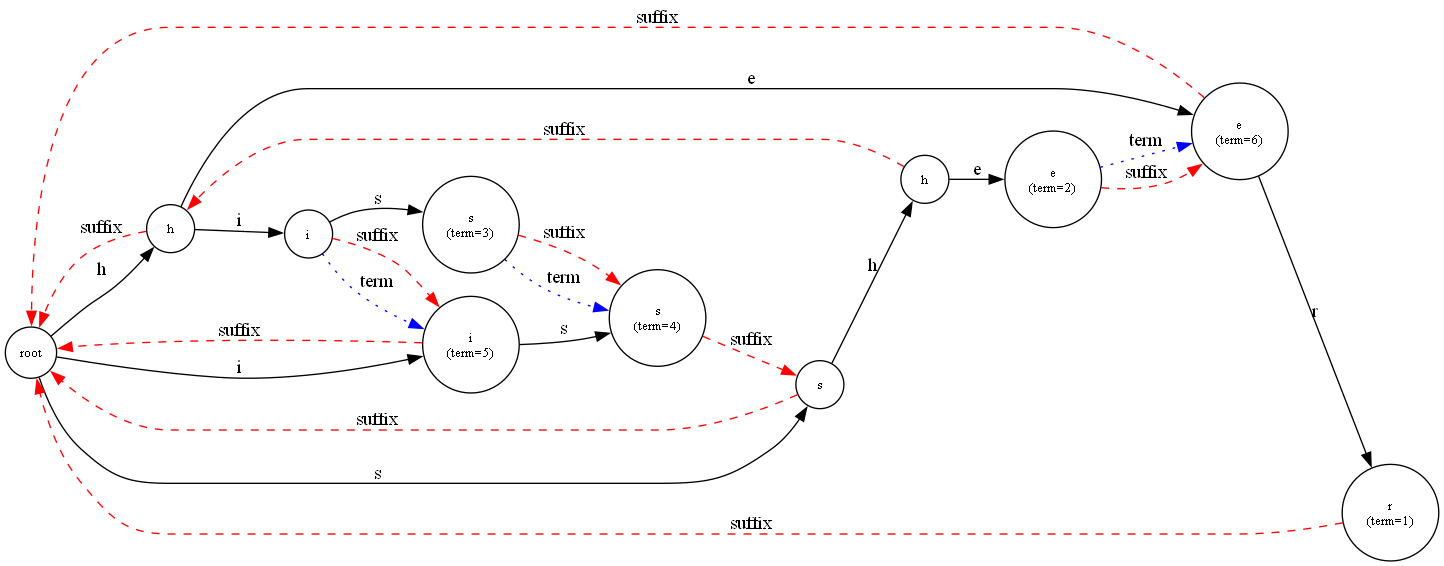 suffix
e
e
(term=6)
suffix
term
suffix
h
e
e
(term=2)
s
s
(term=3)
suffix
h
i
i
suffix
suffix
h
term
term
h
s
(term=4)
r
suffix
s
i
(term=5)
suffix
root
i
s
suffix
s
s
suffix
r
(term=1)